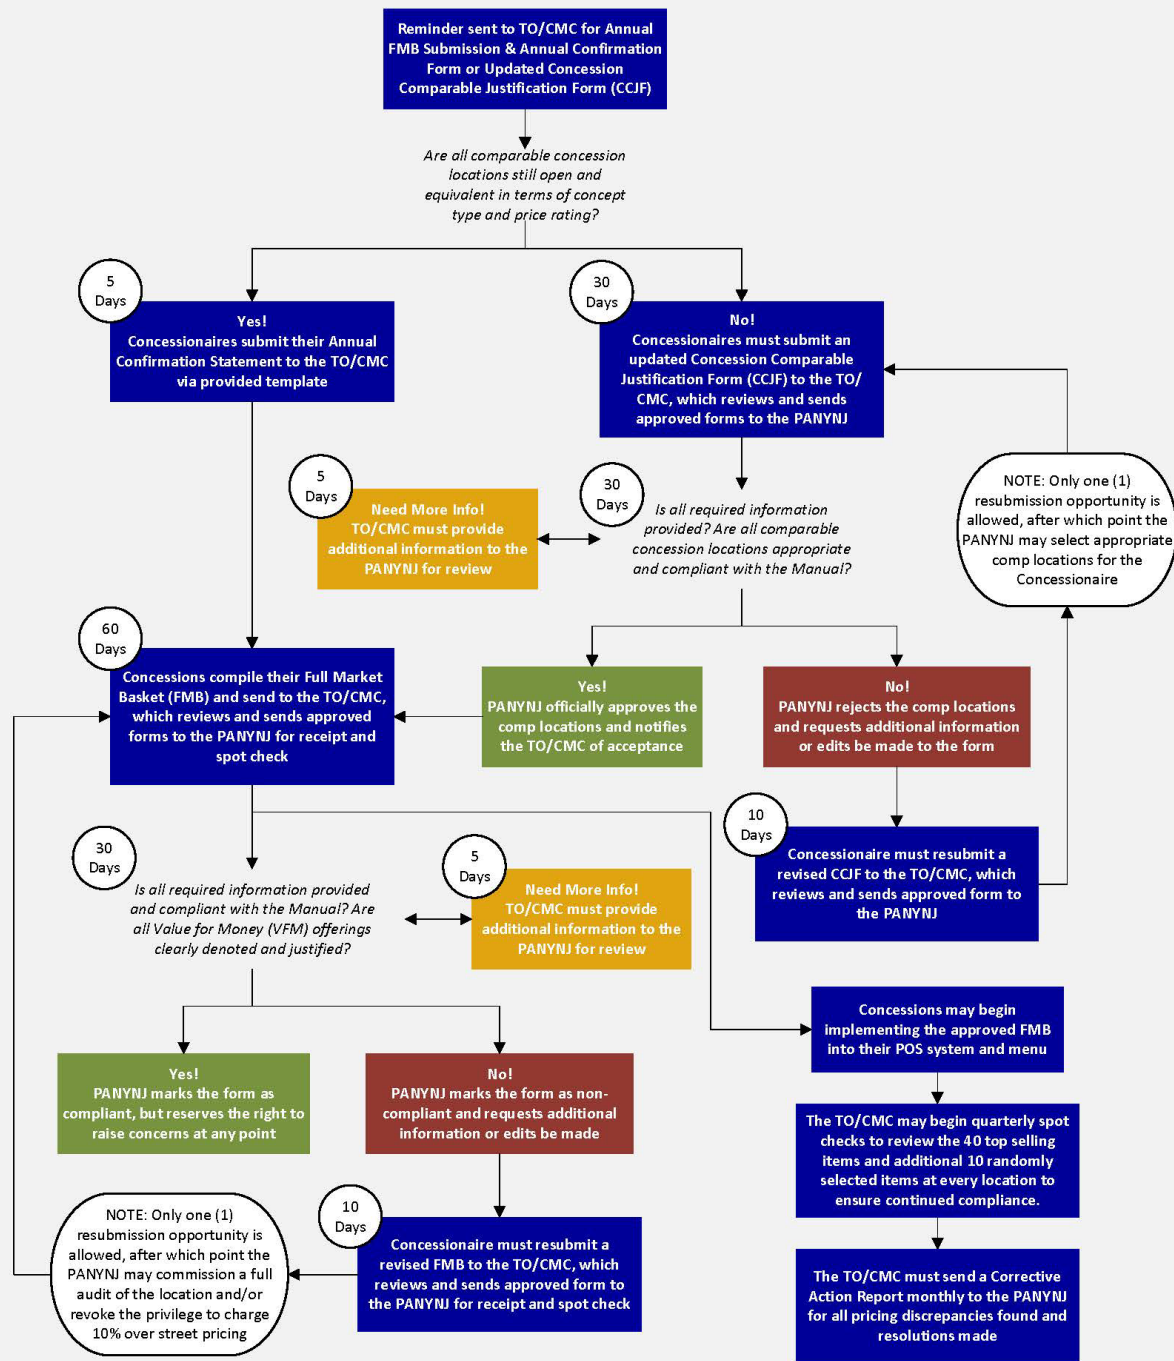 Reminder sent to TO/CMC for Annual
FMB Submission & Annual Confirmation
Form or Updated Concession
Comparable Justification Form (CCJF)
Are all comparable concession
locations still open and
equivalent in terms of concept
type and price rating?
5
Days
Yes!
Concessionaires submit their Annual
Confirmation Statement to the TO/CMC
via provided template
30
Days
No!
Concessionaires must submit an
updated Concession Comparable
Justification Form (CCJF) to the TO/
CMC, which reviews and sends
approved forms to the PANYNJ
5
Days
Need More Info!
TO/CMC must provide
additional information to the
PANYNJ for review
30
Days
Is all required information
provided? Are all comparable
concession locations appropriate
and compliant with the Manual?
NOTE: Only one (1)
resubmission opportunity is
allowed, after which point the
PANYNJ may select appropriate
comp locations for the
Concessionaire
60
Days
Concessions compile their Full Market
Basket (FMB) and send to the TO/CMC,
which reviews and sends approved
forms to the PANYNJ for receipt and
spot check
Yes!
PANYNJ officially approves the
comp locations and notifies
the TO/CMC of acceptance
No!
PANYNJ rejects the comp locations
and requests additional information
or edits be made to the form
10
Days
Concessionaire must resubmit a
revised CCJF to the TO/CMC, which
reviews and sends approved form to
the PANYNJ
30
Days
Is all required information provided
and compliant with the Manual? Are
all Value for Money (VFM) offerings
clearly denoted and justified?
5
Days
Need More Info!
TO/CMC must provide
additional information to the
PANYNJ for review
Concessions may begin
implementing the approved FMB
into their POS system and menu
Yes!
PANYNJ marks the form as
compliant, but reserves the right to
raise concerns at any point
No!
PANYNJ marks the form as non-
compliant and requests additional
information or edits be made
The TO/CMC may begin quarterly spot
checks to review the 40 top selling
items and additional 10 randomly
selected items at every location to
ensure continued compliance.
NOTE: Only one (1)
resubmission opportunity is
allowed, after which point the
PANYNJ may commission a full
audit of the location and/or
revoke the privilege to charge
10% over street pricing
10
Days
Concessionaire must resubmit a
revised FMB to the TO/CMC, which
reviews and sends approved form to
the PANYNJ for receipt and spot check
The TO/CMC must send a Corrective
Action Report monthly to the PANYNJ
for all pricing discrepancies found and
resolutions made